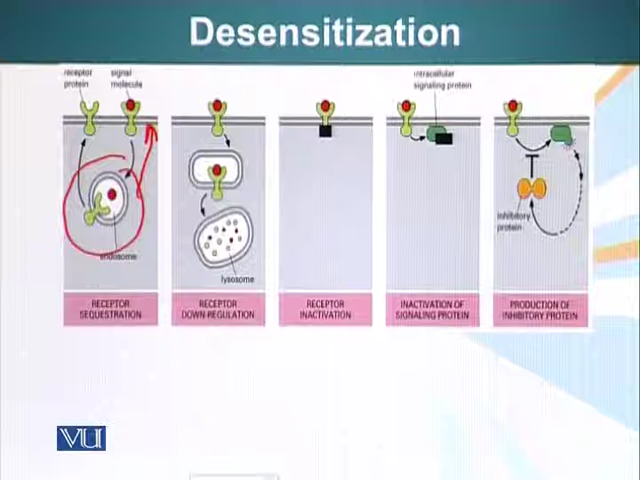 Desensitization
receptor
protein
signal
molecule
intracellular
signaling protein
endosome
lysosome
inhibitory
protein
RECEPTOR
SEQUESTRATION
RECEPTOR
DOWN-REGULATION
RECEPTOR
INACTIVATION
INACTIVATION OF
SIGNALING PROTEIN
PRODUCTION OF
INHIBITORY PROTEIN
VU